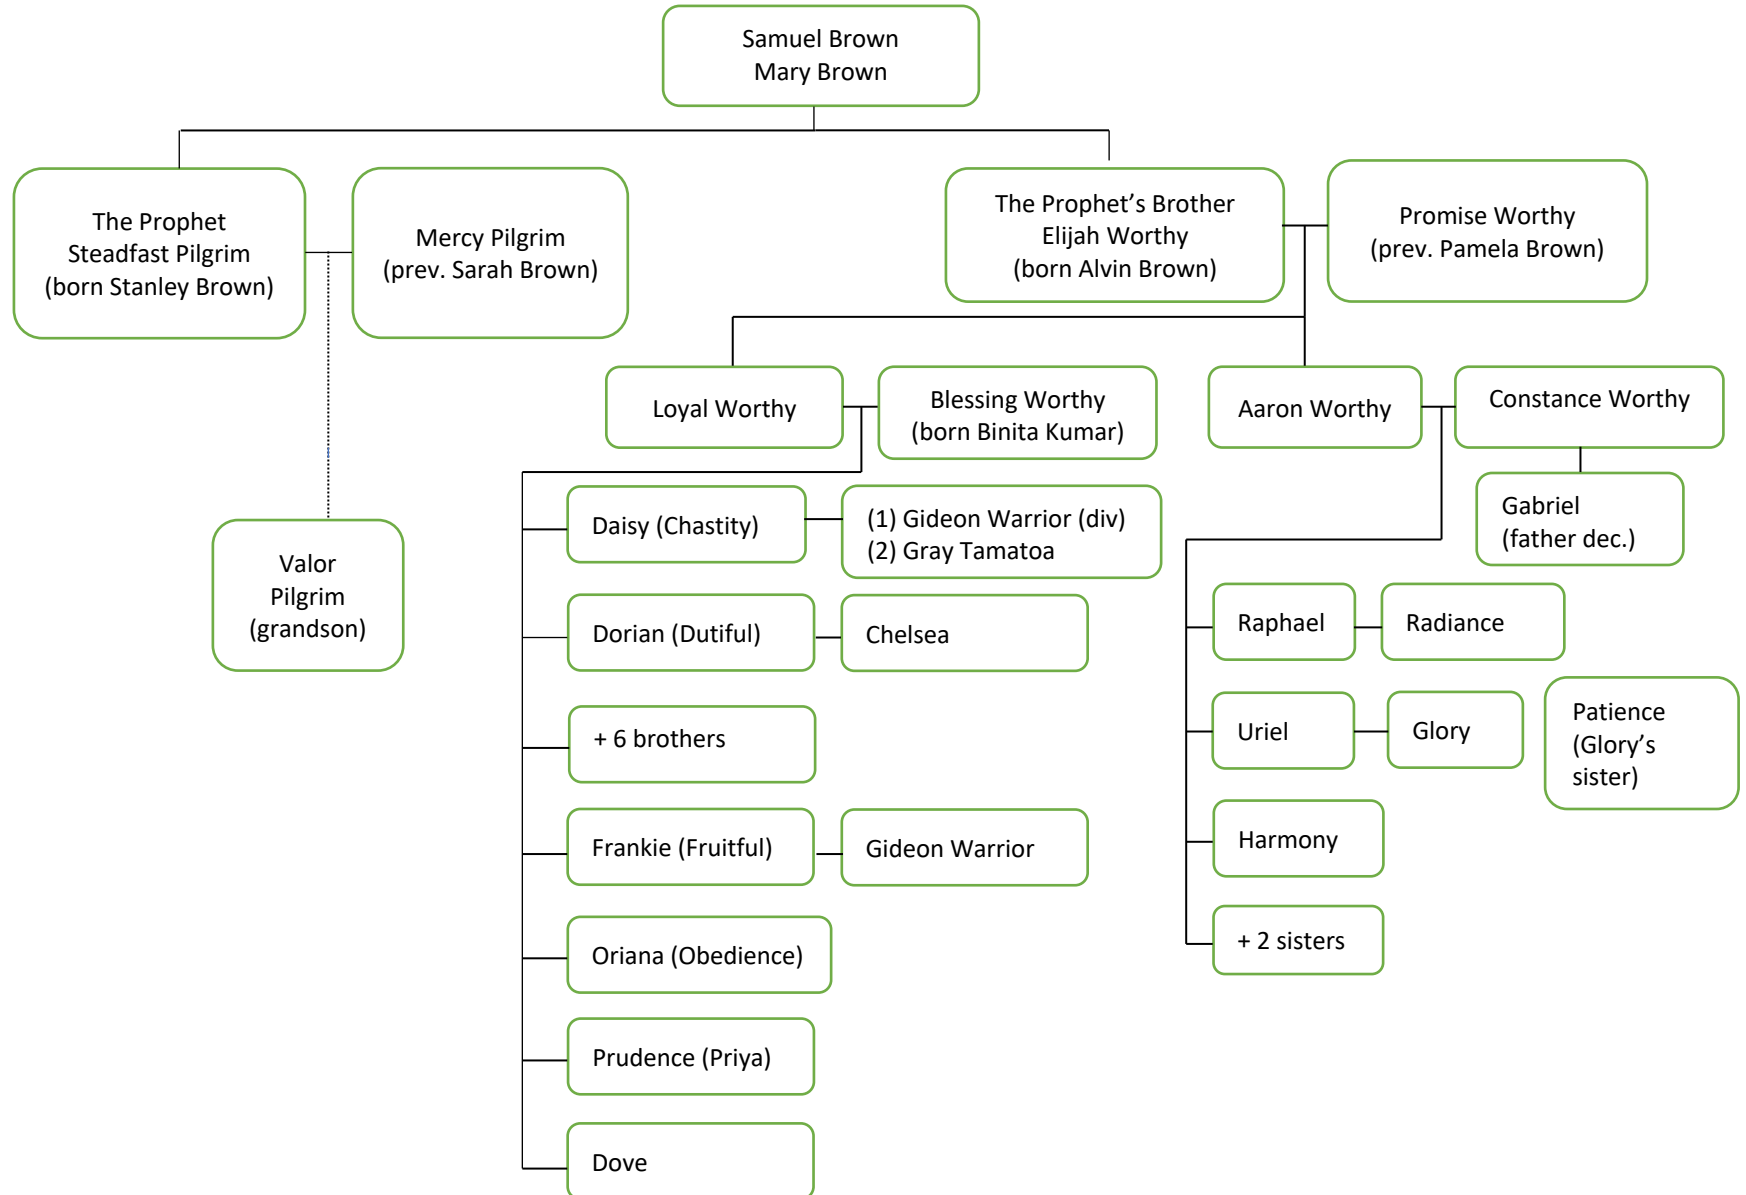 Samuel Brown
Mary Brown
The Prophet
Steadfast Pilgrim
(born Stanley Brown)
Mercy Pilgrim
(prev. Sarah Brown)
The Prophet’s Brother
Elijah Worthy
(born Alvin Brown)
Promise Worthy
(prev. Pamela Brown)
Loyal Worthy
Blessing Worthy
(born Binita Kumar)
Aaron Worthy
Constance Worthy
Gabriel
(father dec.)
Valor
Pilgrim
(grandson)
Daisy (Chastity)
(1) Gideon Warrior (div)
(2) Gray Tamatoa
Dorian (Dutiful)
Chelsea
+ 6 brothers
Frankie (Fruitful)
Gideon Warrior
Oriana (Obedience)
Prudence (Priya)
Dove
Raphael
Radiance
Uriel
Glory
Patience
(Glory’s
sister)
Harmony
+ 2 sisters